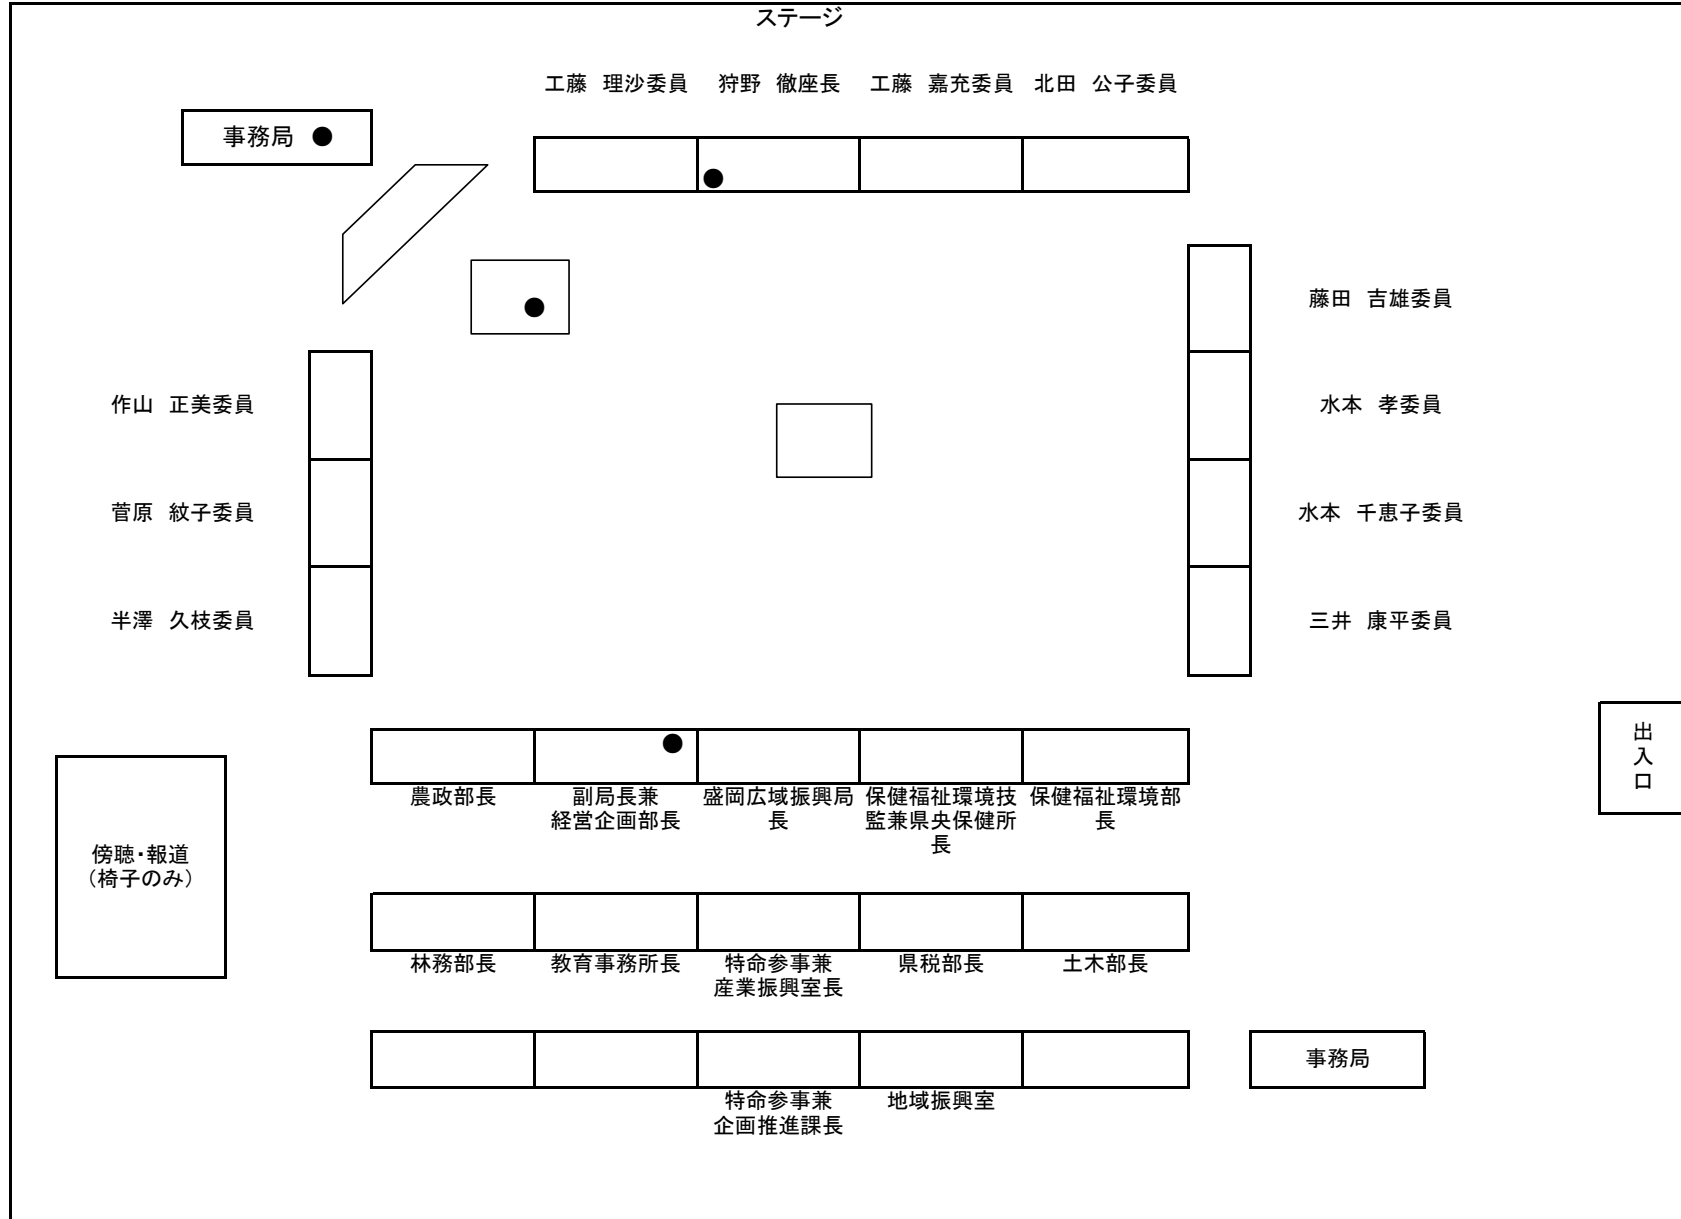 ステージ
工藤　理沙委員
狩野　徹座長
工藤　嘉充委員
北田　公子委員
事務局 ●
藤田　吉雄委員
作山　正美委員
水本　孝委員
菅原　紋子委員
水本　千恵子委員
半澤　久枝委員
三井　康平委員
出
入
口
農政部長
副局長兼
経営企画部長
盛岡広域振興局
長
保健福祉環境技
監兼県央保健所
長
保健福祉環境部
長
傍聴・報道
（椅子のみ）
林務部長
教育事務所長
特命参事兼
産業振興室長
県税部長
土木部長
事務局
特命参事兼
企画推進課長
地域振興室